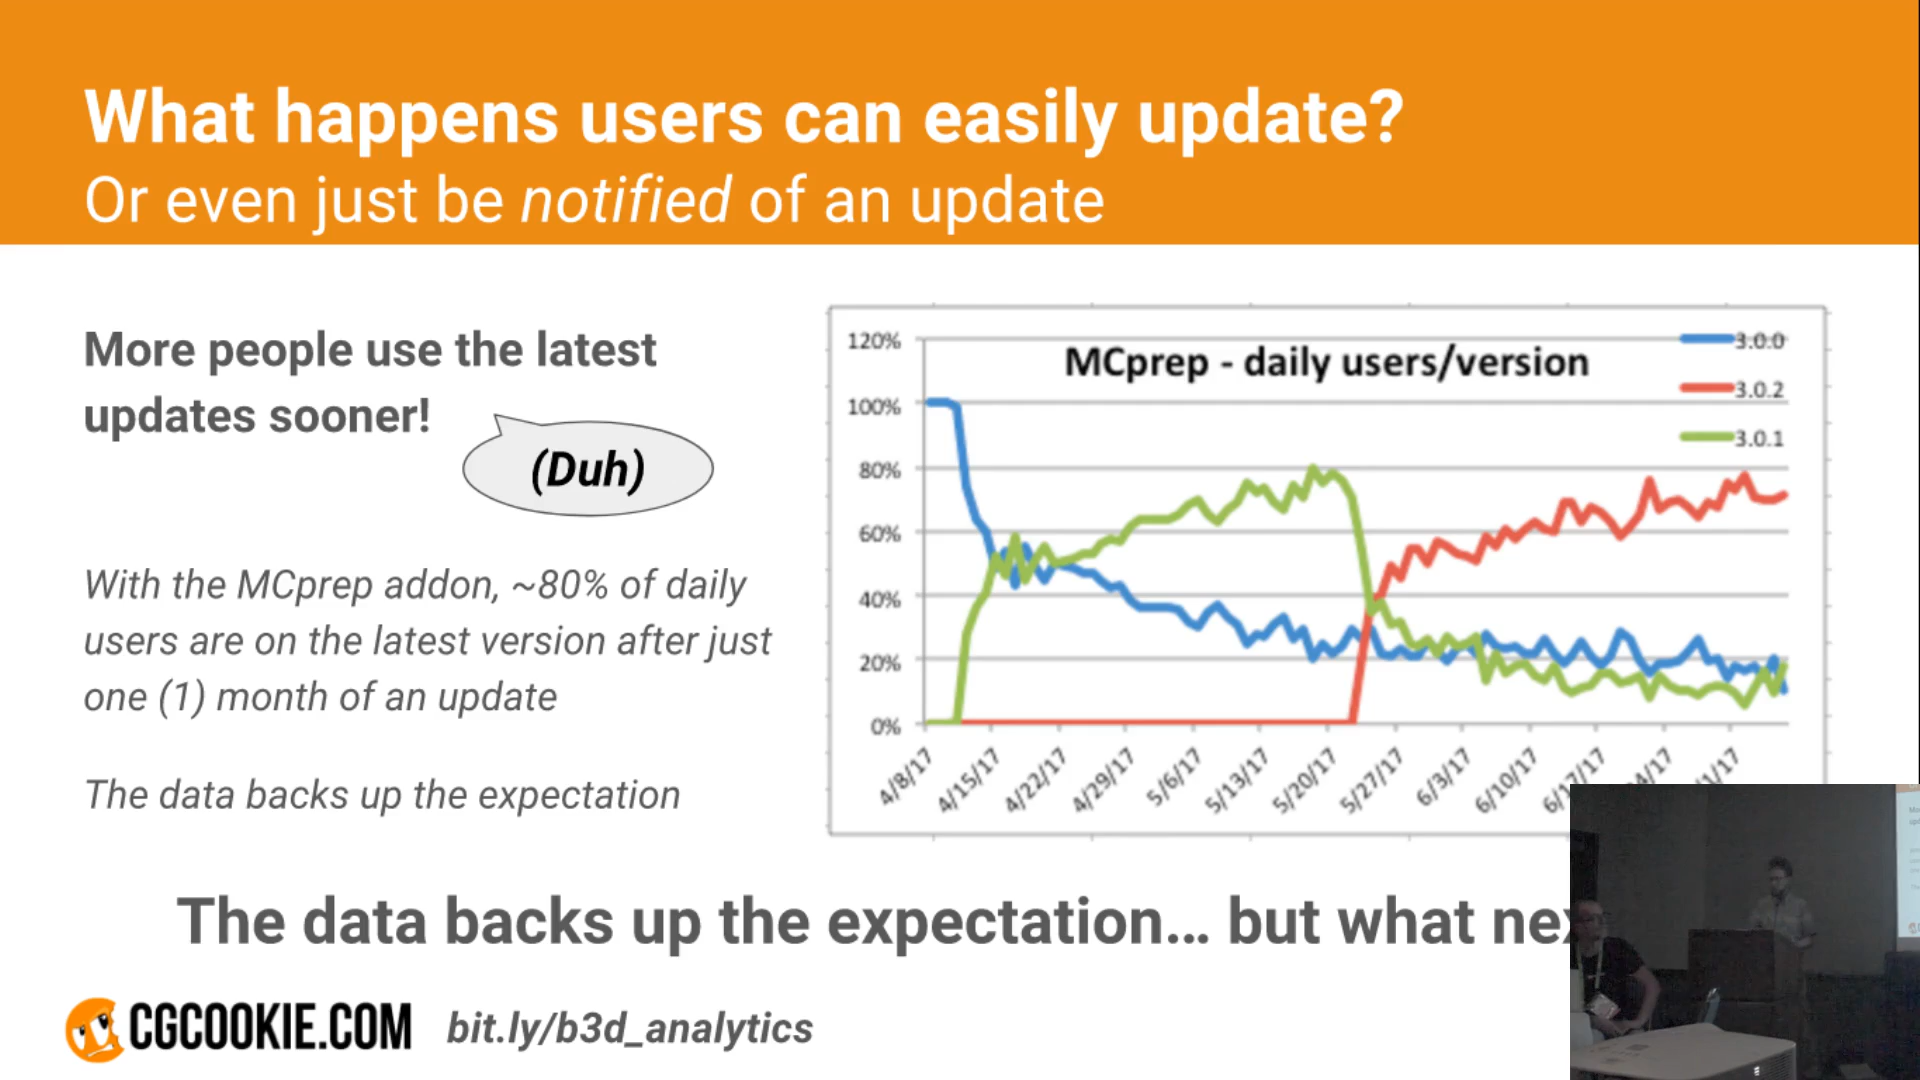 What happens users can easily update?
Or even just be notified of an update
More people use the latest
updates sooner!
(Duh)
With the MCprep addon, ~80% of daily
users are on the latest version after just
one (1) month of an update
The data backs up the expectation
MCprep - daily users/version
3.0.0
3.0.2
3.0.1
120%
100%
80%
60%
40%
20%
0%
4/8/17
4/15/17
4/22/17
4/29/17
5/6/17
5/13/17
5/20/17
5/27/17
6/3/17
6/10/17
The data backs up the expectation... but what
CGCOOKIE.COM
bit.ly/b3d_analytics